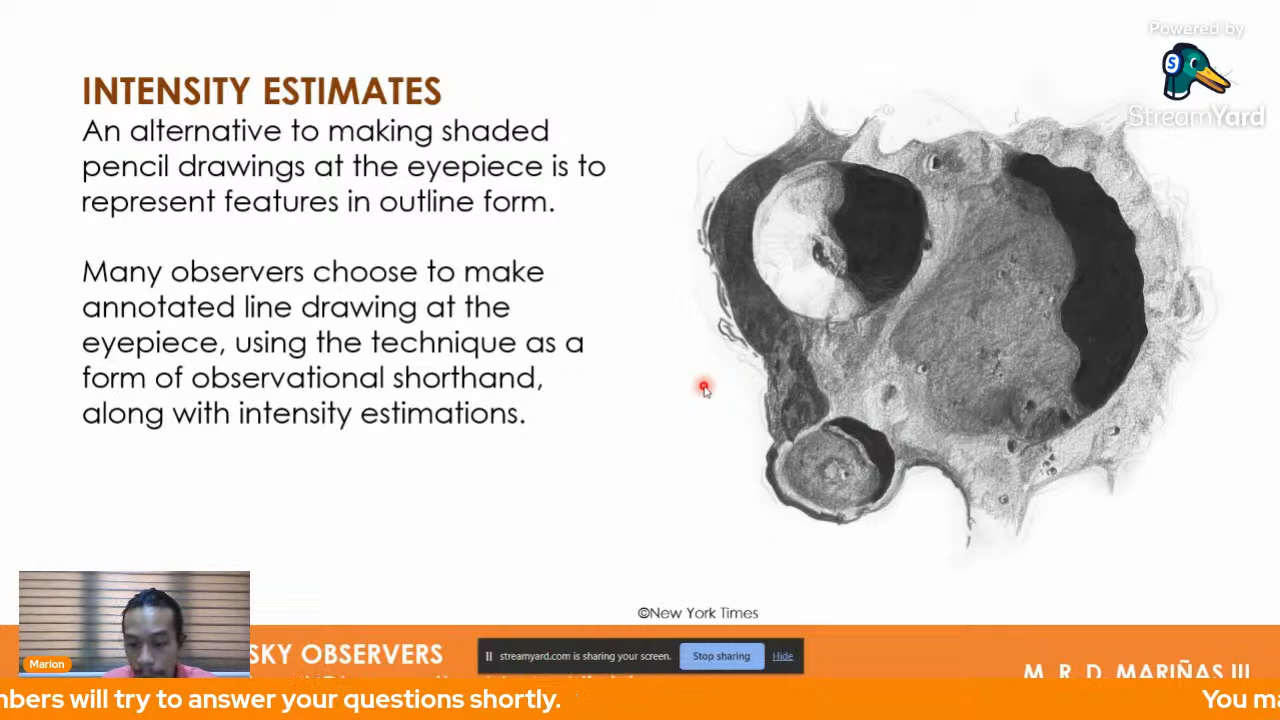 Powered by
StreamYard
INTENSITY ESTIMATES
An alternative to making shaded
pencil drawings at the eyepiece is to
represent features in outline form.
Many observers choose to make
annotated line drawing at the
eyepiece, using the technique as a
form of observational shorthand,
along with intensity estimations.
©New York Times
Marion
SKY OBSERVERS
streamyard.com is sharing your screen.
Stop sharing
Hide
M. R. D. MARIÑAS III
mbers will try to answer your questions shortly.
You ma